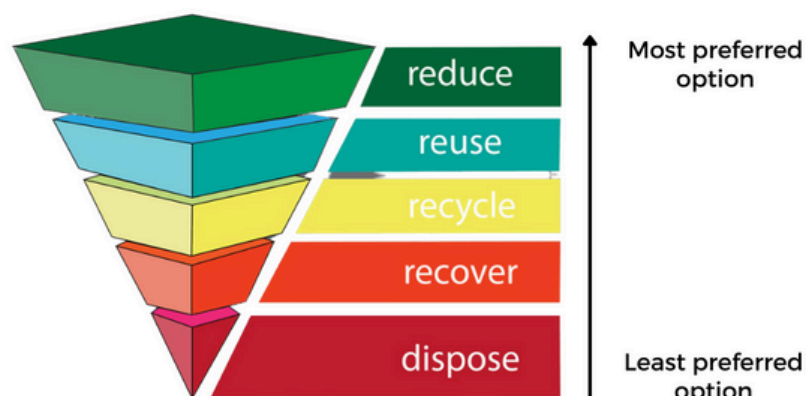 reduce
Most preferred
option
reuse
recycle
recover
dispose
Least preferred
option